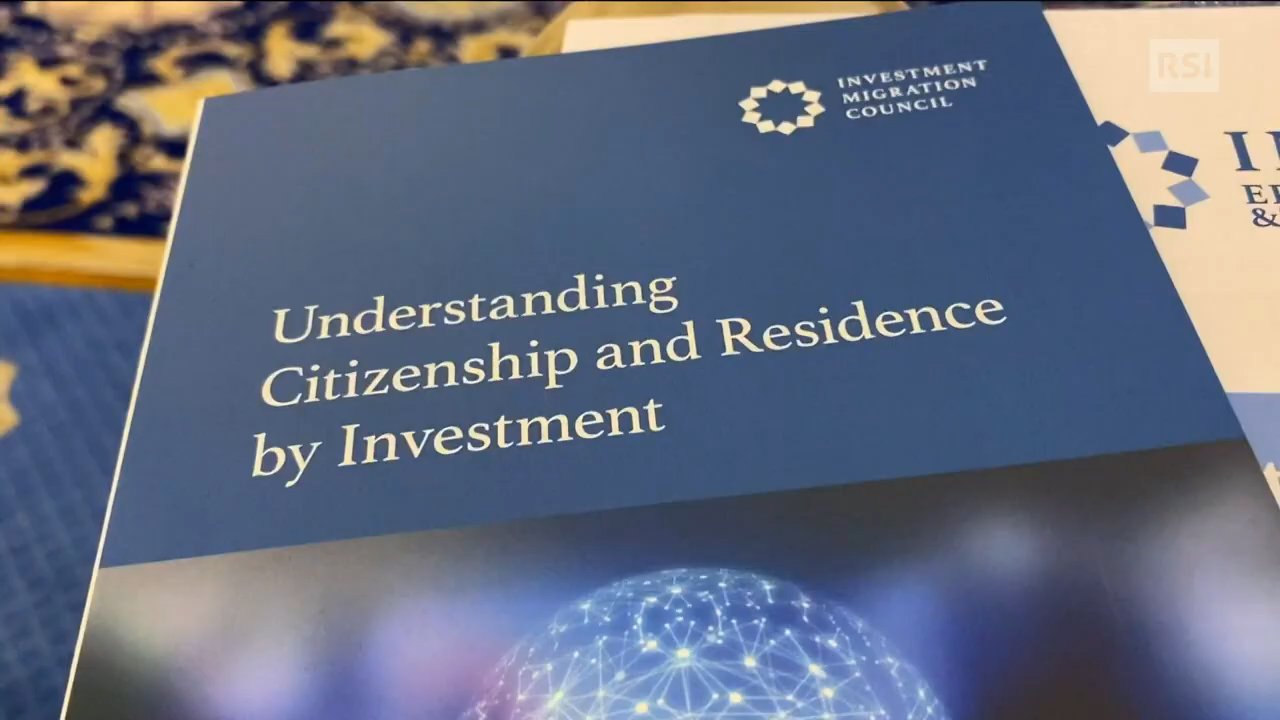 RSI
INVESTMENT
MIGRATION
COUNCIL
Understanding
Citizenship and Residence
by Investment
&